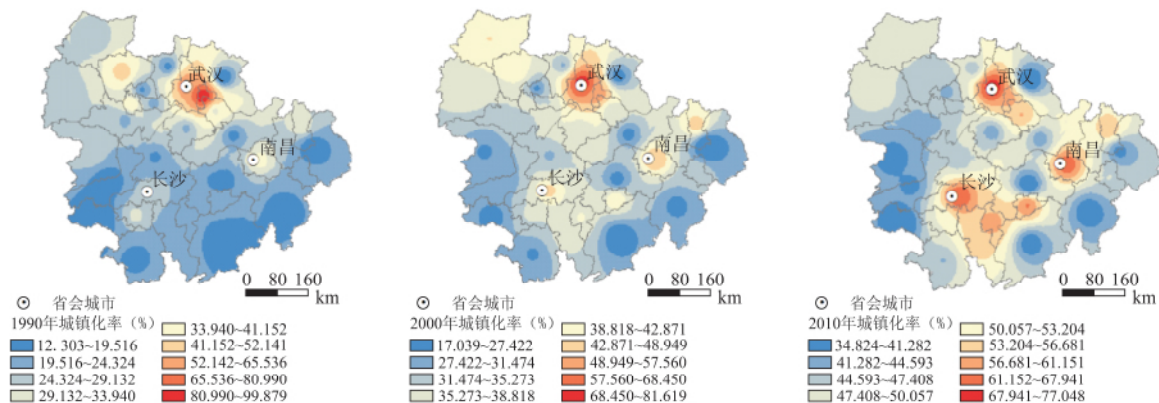 武汉
南昌
长沙
0 80 160
km
省会城市
1990年城镇化率（%）
12. 303~19.516
19.516~24.324
24.324~29.132
29.132~33.940
33.940~41.152
41.152~52.141
52.142~65.536
65.536~80.990
80.990~99.879
武汉
南昌
长沙
0 80 160
km
省会城市
2000年城镇化率（%）
17.039~27.422
27.422~31.474
31.474~35.273
35.273~38.818
38.818~42.871
42.871~48.949
48.949~57.560
57.560~68.450
68.450~81.619
武汉
南昌
长沙
0 80 160
km
省会城市
2010年城镇化率（%）
34.824~41.282
41.282~44.593
44.593~47.408
47.408~50.057
50.057~53.204
53.204~56.681
56.681~61.151
61.152~67.941
67.941~77.048